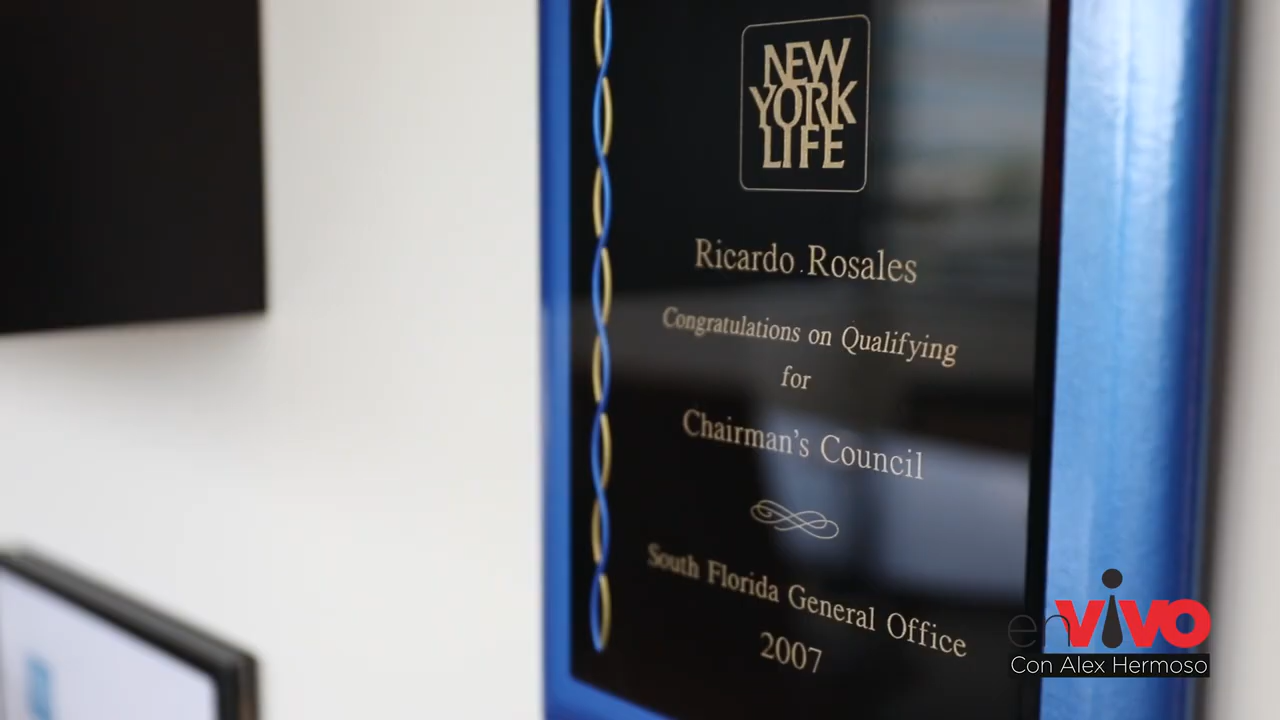 NEW
YORK
LIFE
Ricardo Rosales
Congratulations on Qualifying
for
Chairman's Council
South Florida General Office
2007
enVIVO
Con Alex Hermoso